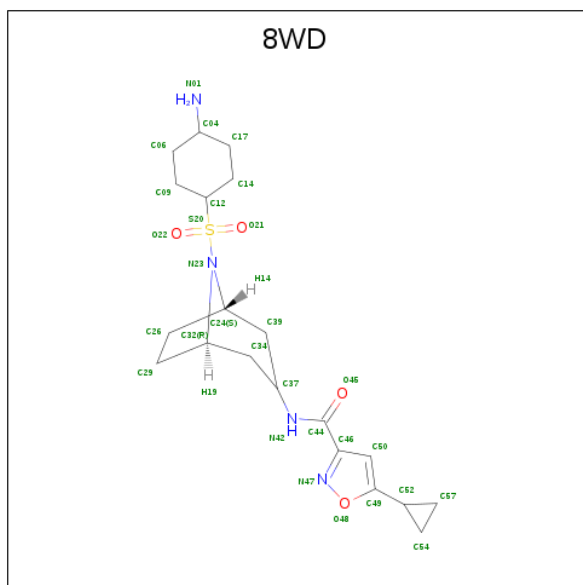 8WD
N01
H2N
C04
C06
C17
C09
C14
C12
S20
O21
O S O
O22
N23
N
H14
H
C24(S)
C39
C26
C32(R)
C34
C29
C37
O45
H
H19
O
N
H
N42
C44
C46
C50
N47
N
O
O48
C49
C52
C57
C54